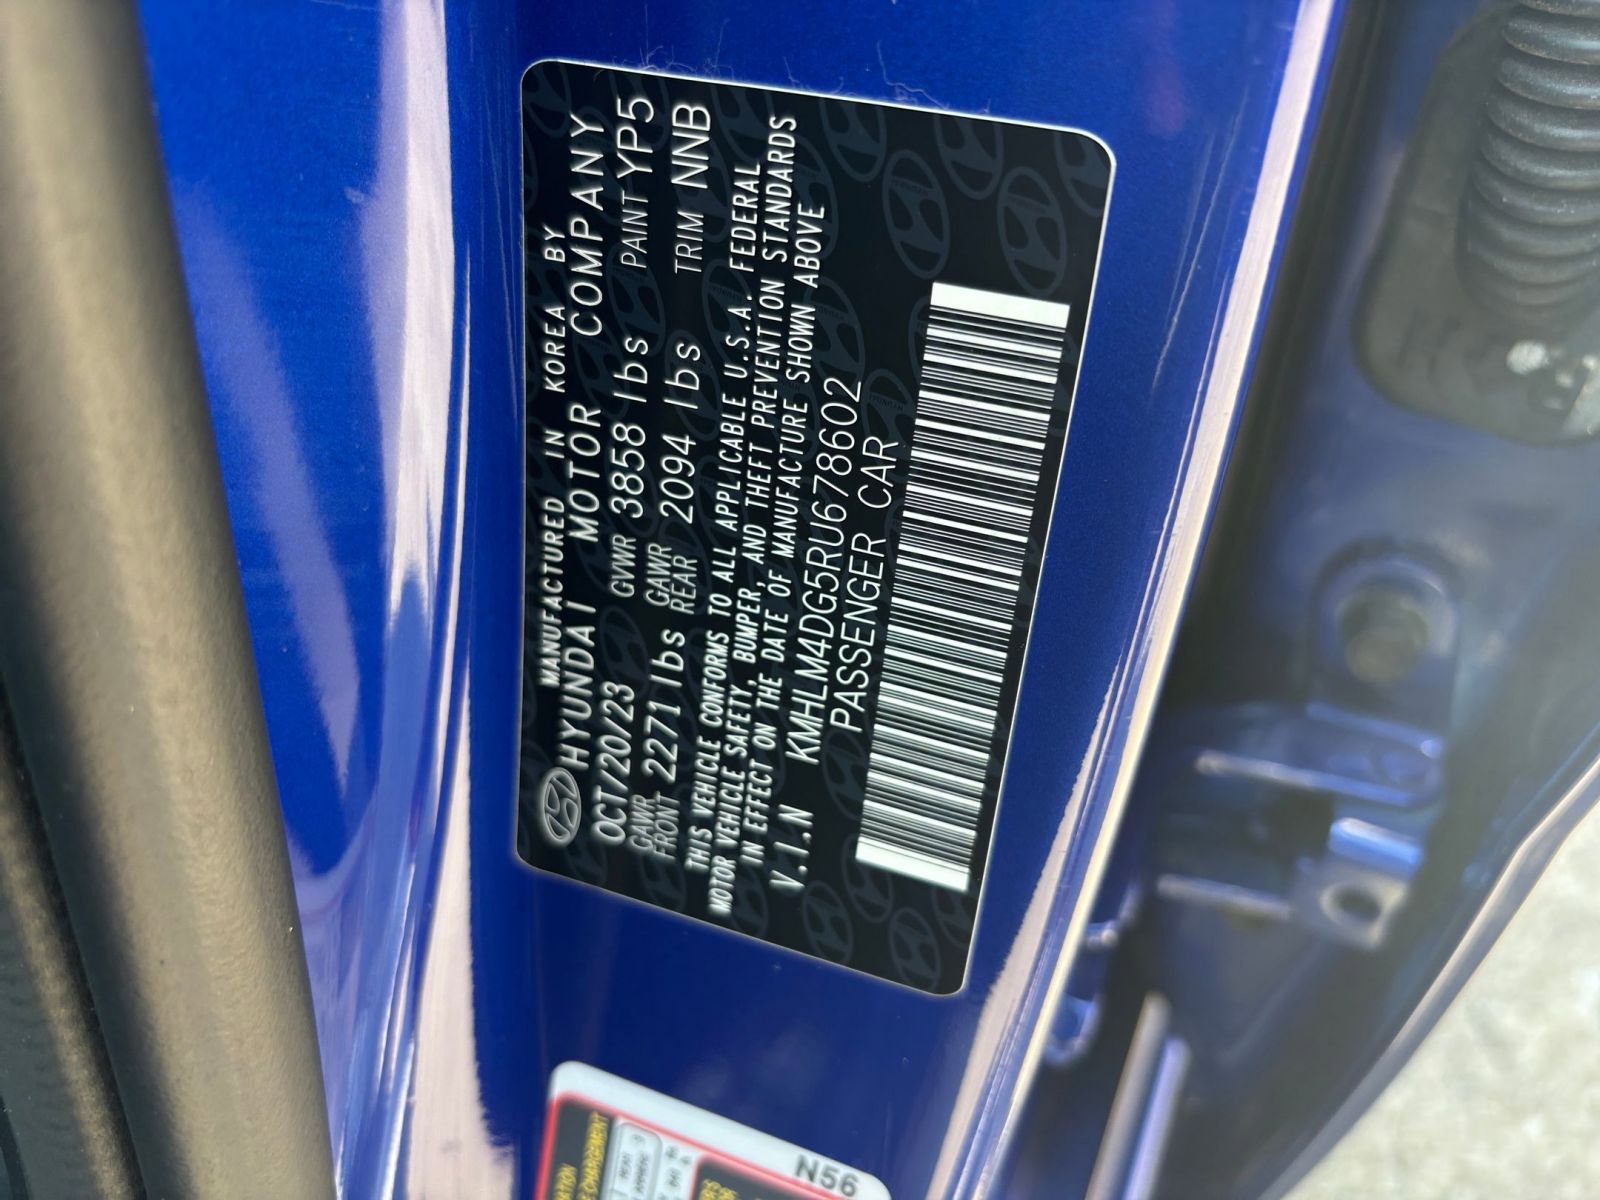 MANUFACTURED IN KOREA BY
HYUNDAI MOTOR COMPANY
OCT/20/23 GVWR 3858 lbs PAINT YP5
GAWR FRONT 2271 lbs GAWR REAR 2094 lbs TRIM NNB
THIS VEHICLE CONFORMS TO ALL APPLICABLE U.S.A. FEDERAL
MOTOR VEHICLE SAFETY, BUMPER, AND THEFT PREVENTION STANDARDS
IN EFFECT ON THE DATE OF MANUFACTURE SHOWN ABOVE
V.I.N KMHLM4DG5RU678602
PASSENGER CAR
N56